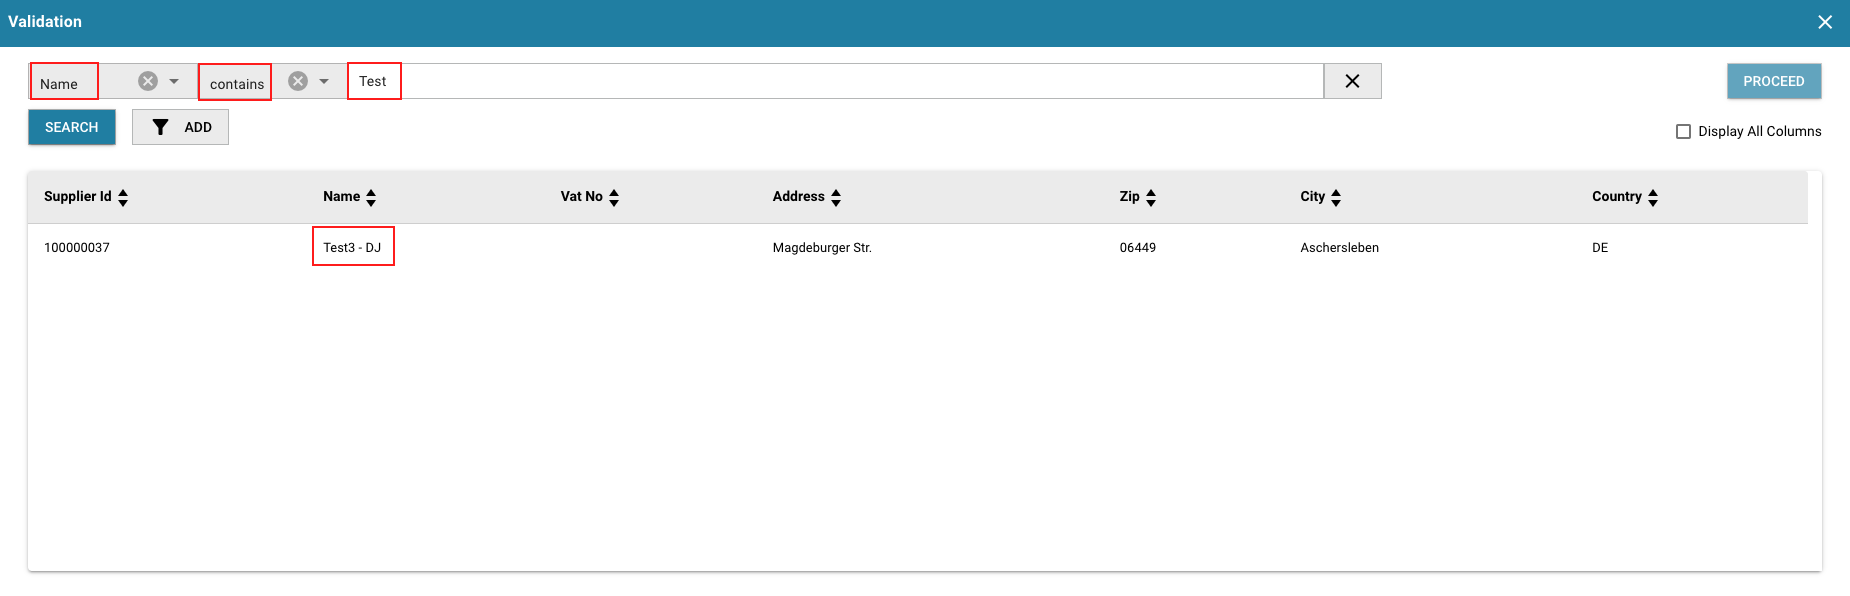 Validation
Name contains Test PROCEED
SEARCH ADD
Display All Columns
Supplier Id Name Vat No Address Zip City Country
100000037 Test3 - DJ Magdeburger Str. 06449 Aschersleben DE